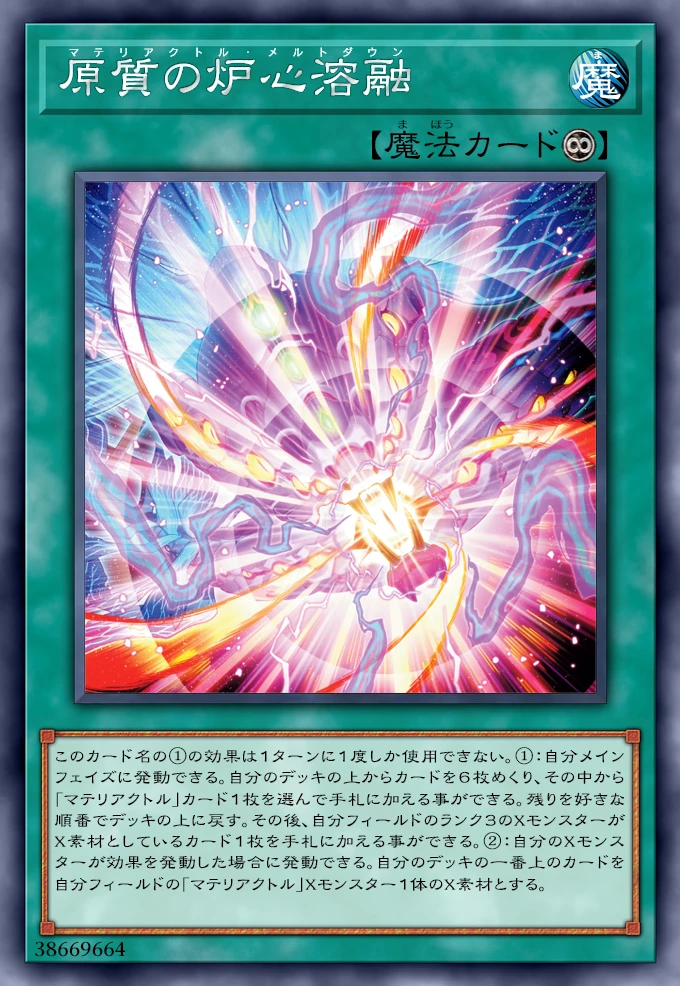 マテリアクトル・メルトダウン
原質の炉心溶融
魔
ま
【魔法カード】
まほう
このカード名の①の効果は1ターンに1度しか使用できない。①:自分メイン
フェイズに発動できる。自分のデッキの上からカードを6枚めくり、その中から
「マテリアクトル」カード1枚を選んで手札に加える事ができる。残りを好きな
順番でデッキの上に戻す。その後、自分フィールドのランク3のXモンスターが
X素材としているカード1枚を手札に加える事ができる。②:自分のXモンス
ターが効果を発動した場合に発動できる。自分のデッキの一番上のカードを
自分フィールドの「マテリアクトル」Xモンスター1体のX素材とする。
38669664